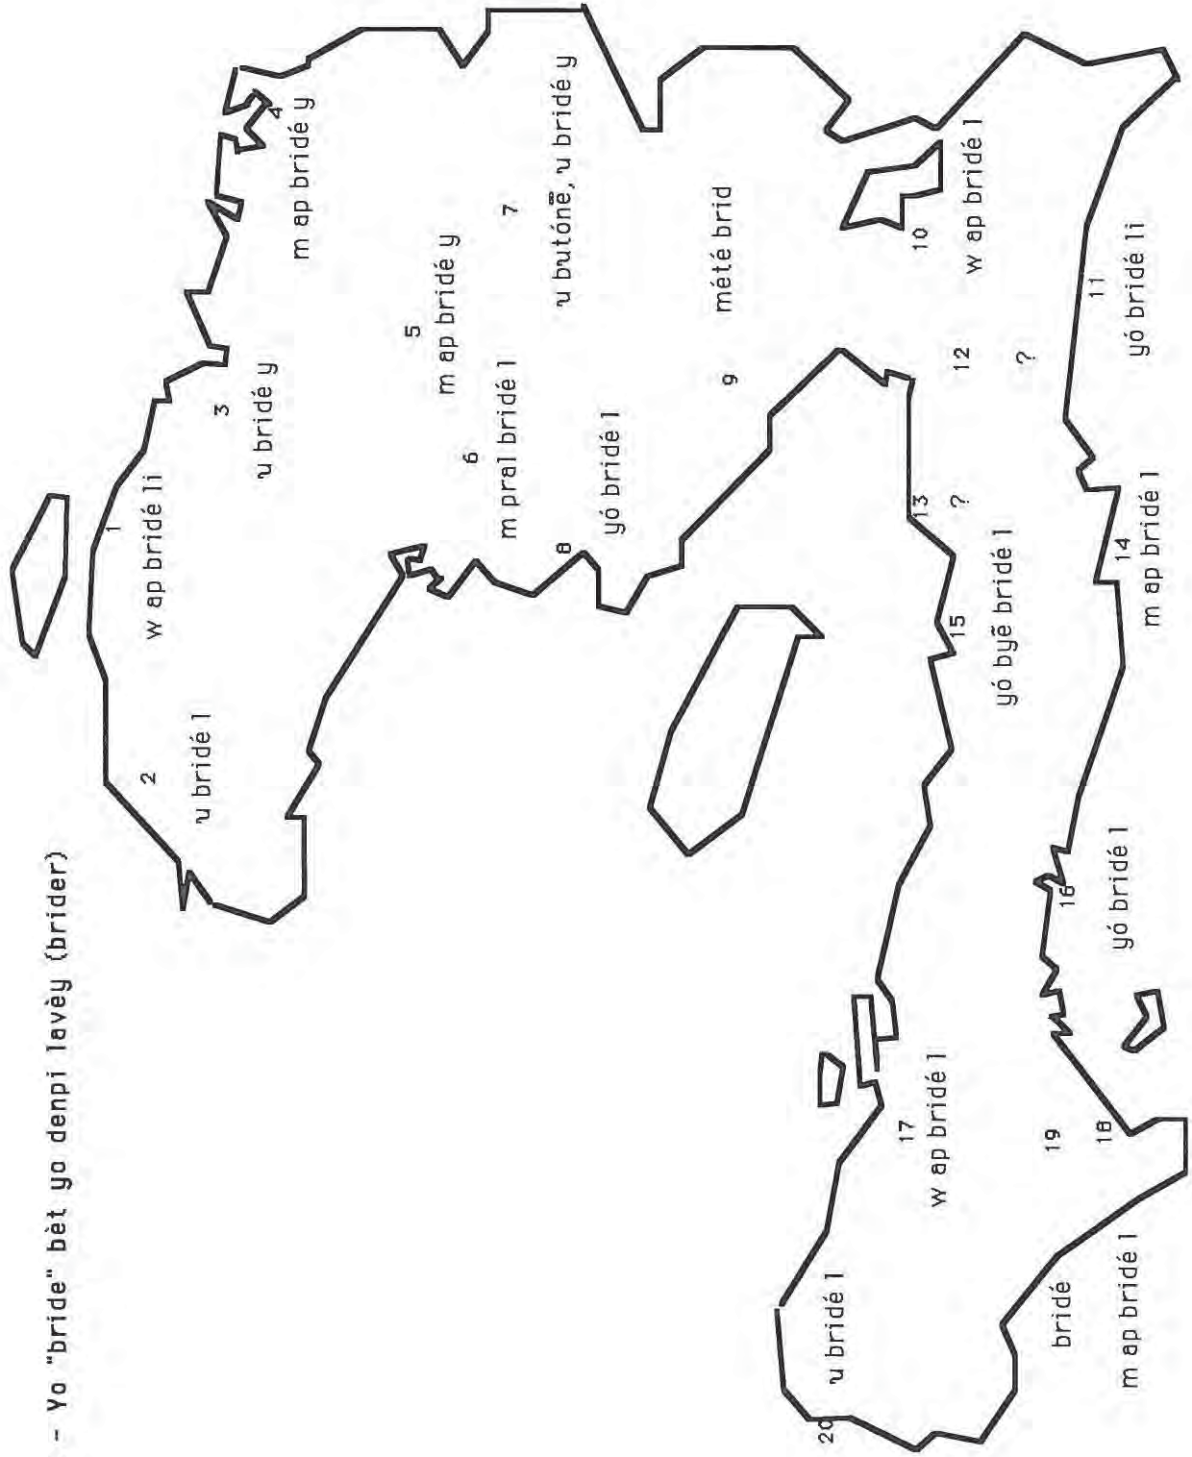 - Yo "bride" bèt yo denpi lavèy (brider)
1
w ap bridé li
2
u bridé l
3
u bridé y
4
m ap bridé y
5
m ap bridé y
6
m pral bridé l
7
u butónẽ, u bridé y
8
yó bridé l
9
mété brid
10
w ap bridé l
11
yó bridé li
12
?
13
?
14
m ap bridé l
15
yó byẽ bridé l
16
yó bridé l
17
w ap bridé l
18
m ap bridé l
19
bridé
20
u bridé l